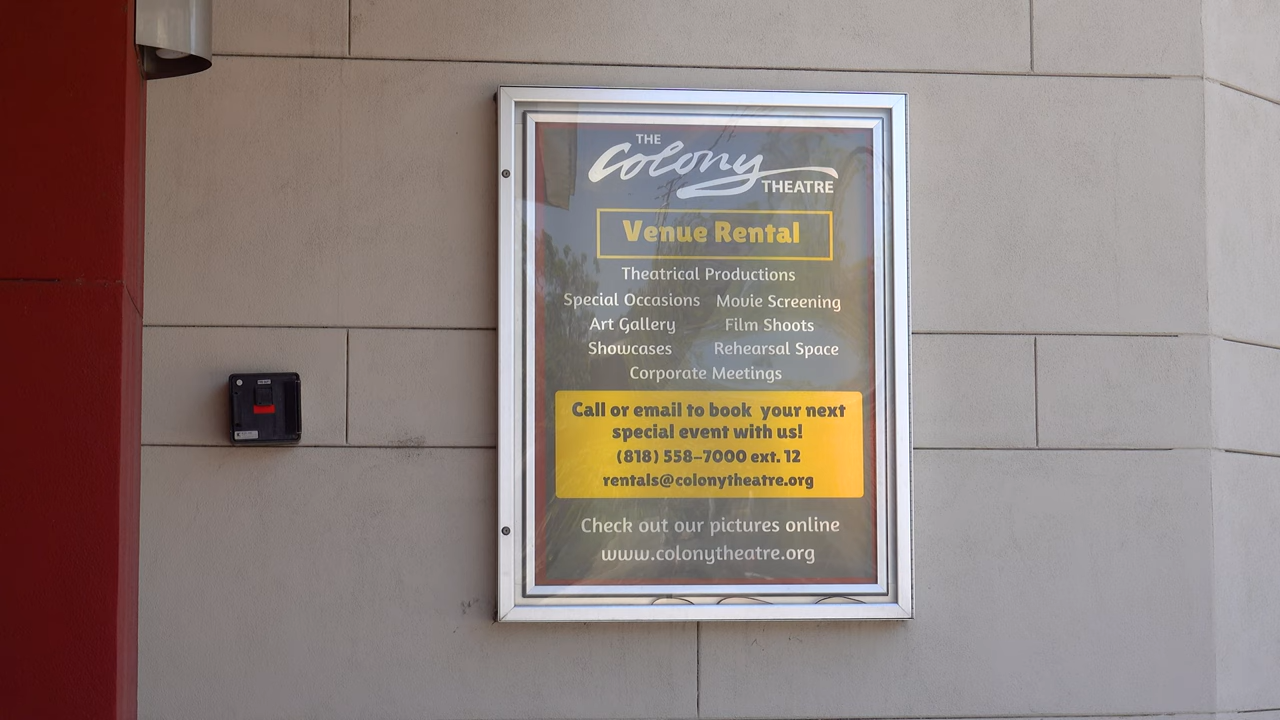 THE
Colony
THEATRE
Venue Rental
Theatrical Productions
Special Occasions Movie Screening
Art Gallery Film Shoots
Showcases Rehearsal Space
Corporate Meetings
Call or email to book your next
special event with us!
(818) 558-7000 ext. 12
rentals@colonytheatre.org
Check out our pictures online
www.colonytheatre.org